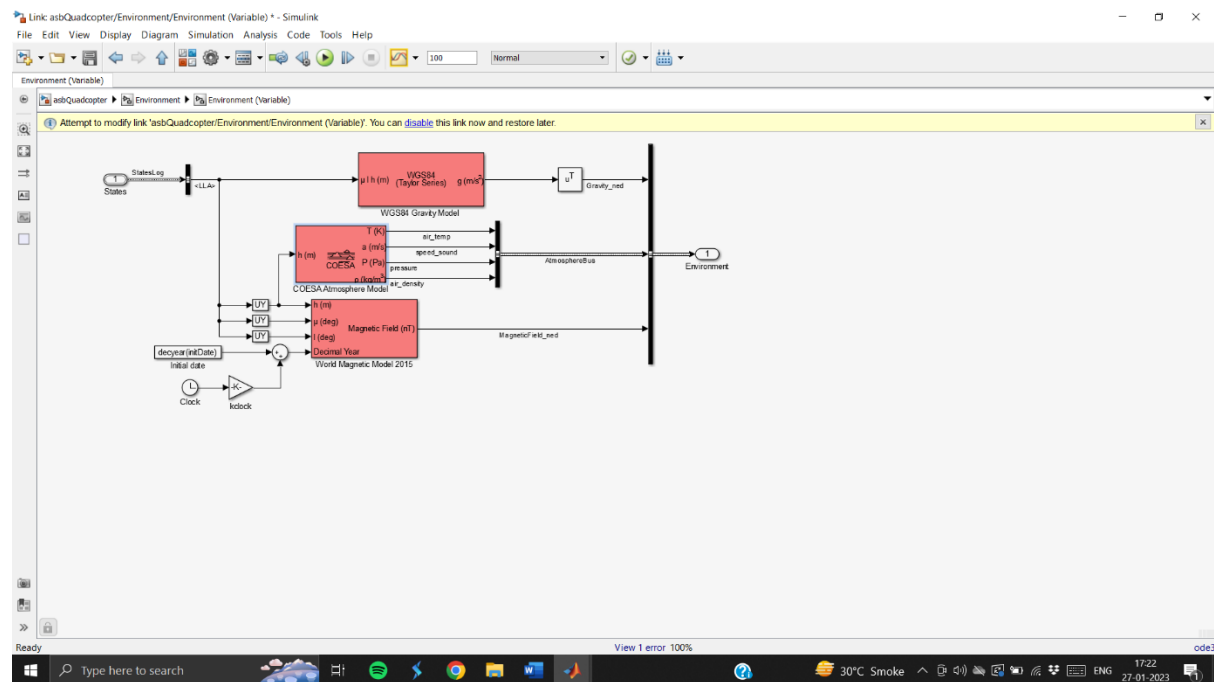 Link: asbQuadcopter/Environment/Environment (Variable) * - Simulink
File Edit View Display Diagram Simulation Analysis Code Tools Help
100 Normal
Environment (Variable)
asbQuadcopter Environment Environment (Variable)
Attempt to modify link 'asbQuadcopter/Environment/Environment (Variable)'. You can disable this link now and restore later.
1
States
StatesLog
<LLA>
μ l h (m)
WGS84
(Taylor Series)
g (m/s²)
WGS84 Gravity Model
uT
Gravity_ned
h (m)
COESA
T (K)
a (m/s)
P (Pa)
ρ (kg/m³)
COESA Atmosphere Model
air_temp
speed_sound
pressure
air_density
AtmosphereBus
1
Environment
UY
UY
UY
h (m)
μ (deg)
l (deg)
Decimal Year
Magnetic Field (nT)
World Magnetic Model 2015
MagneticField_ned
decyear(initDate)
Initial date
Clock
-K-
kclock
Ready View 1 error 100% ode3
Type here to search 30°C Smoke ENG 17:22
27-01-2023